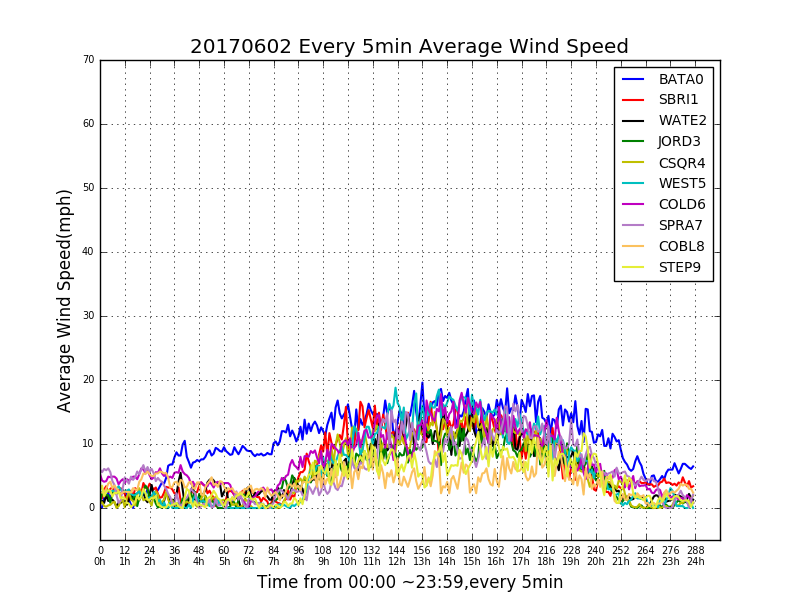 20170602 Every 5min Average Wind Speed
70
60
50
40
30
20
10
0
Average Wind Speed(mph)
BATA0
SBRI1
WATE2
JORD3
CSQR4
WEST5
COLD6
SPRA7
COBL8
STEP9
0 12 24 36 48 60 72 84 96 108 120 132 144 156 168 180 192 204 216 228 240 252 264 276 288
0h 1h 2h 3h 4h 5h 6h 7h 8h 9h 10h 11h 12h 13h 14h 15h 16h 17h 18h 19h 20h 21h 22h 23h 24h
Time from 00:00 ~23:59,every 5min